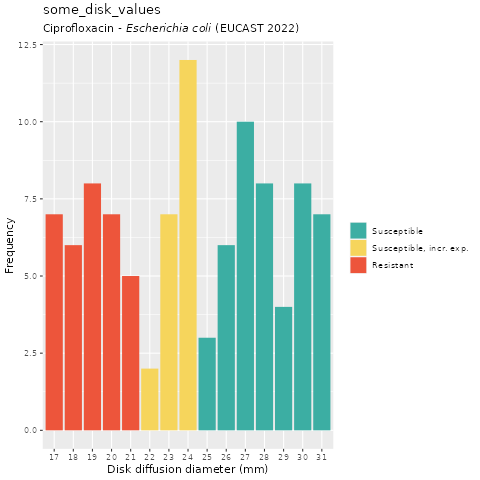 some_disk_values
Ciprofloxacin - Escherichia coli (EUCAST 2022)
12.5
10.0
7.5
5.0
2.5
0.0
Frequency
17 18 19 20 21 22 23 24 25 26 27 28 29 30 31
Disk diffusion diameter (mm)
Susceptible
Susceptible, incr. exp.
Resistant